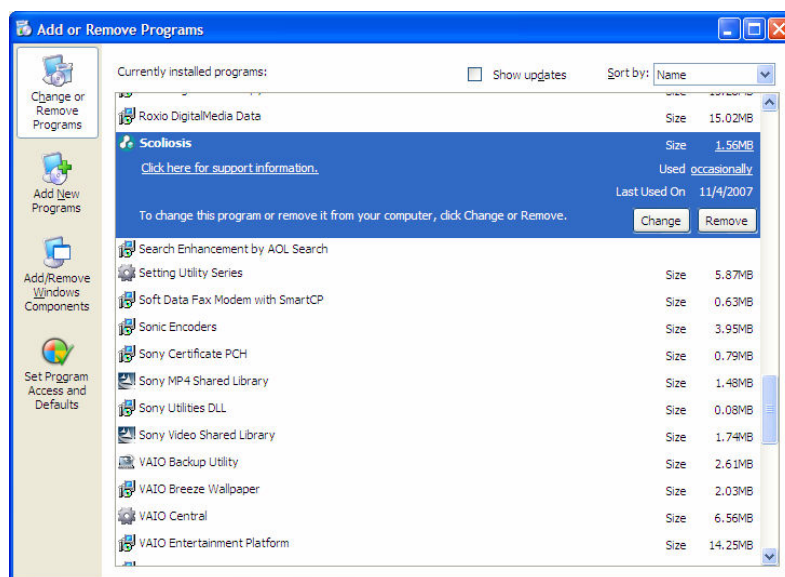 Add or Remove Programs
Change or
Remove
Programs
Add New
Programs
Add/Remove
Windows
Components
Set Program
Access and
Defaults
Currently installed programs:
Show updates
Sort by: Name
Roxio DigitalMedia Data Size 15.02MB
Scoliosis Size 1.56MB
Click here for support information. Used occasionally
Last Used On 11/4/2007
To change this program or remove it from your computer, click Change or Remove. Change Remove
Search Enhancement by AOL Search
Setting Utility Series Size 5.87MB
Soft Data Fax Modem with SmartCP Size 0.63MB
Sonic Encoders Size 3.95MB
Sony Certificate PCH Size 0.79MB
Sony MP4 Shared Library Size 1.48MB
Sony Utilities DLL Size 0.08MB
Sony Video Shared Library Size 1.74MB
VAIO Backup Utility Size 2.61MB
VAIO Breeze Wallpaper Size 2.03MB
VAIO Central Size 6.56MB
VAIO Entertainment Platform Size 14.25MB